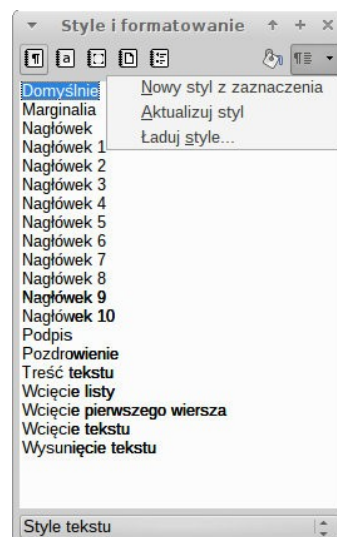 Style i formatowanie
Domyślnie
Nowy styl z zaznaczenia
Marginalia
Aktualizuj styl
Nagłówek
Ładuj style...
Nagłówek 1
Nagłówek 2
Nagłówek 3
Nagłówek 4
Nagłówek 5
Nagłówek 6
Nagłówek 7
Nagłówek 8
Nagłówek 9
Nagłówek 10
Podpis
Pozdrowienie
Treść tekstu
Wcięcie listy
Wcięcie pierwszego wiersza
Wcięcie tekstu
Wysunięcie tekstu
Style tekstu